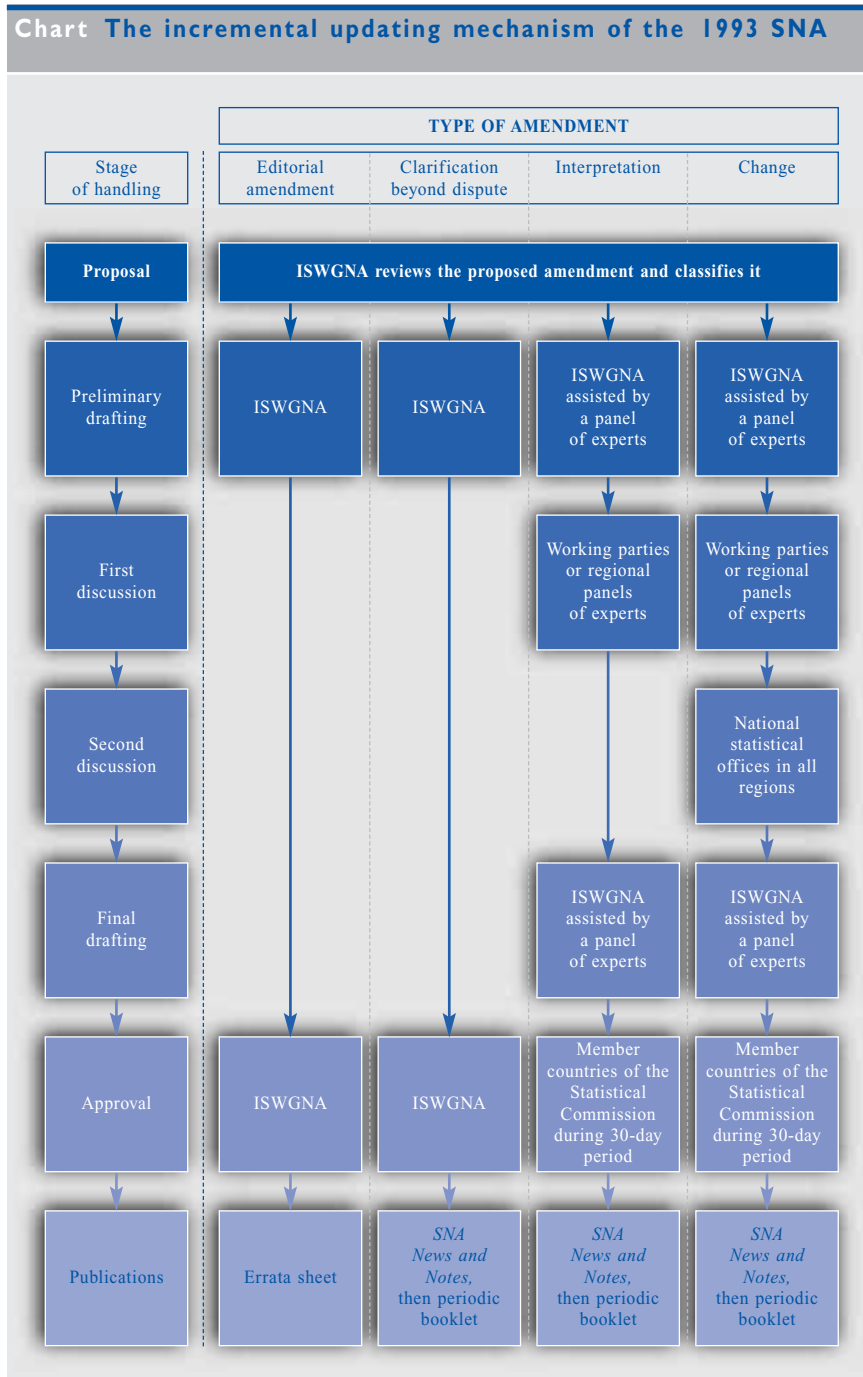 Chart The incremental updating mechanism of the 1993 SNA
TYPE OF AMENDMENT
Stage
of handling
Editorial
amendment
Clarification
beyond dispute
Interpretation
Change
Proposal
ISWGNA reviews the proposed amendment and classifies it
Preliminary
drafting
ISWGNA
ISWGNA
ISWGNA
assisted by
a panel
of experts
ISWGNA
assisted by
a panel
of experts
First
discussion
Working parties
or regional
panels
of experts
Working parties
or regional
panels
of experts
Second
discussion
National
statistical
offices in all
regions
Final
drafting
ISWGNA
assisted by
a panel
of experts
ISWGNA
assisted by
a panel
of experts
Approval
ISWGNA
ISWGNA
Member
countries of the
Statistical
Commission
during 30-day
period
Member
countries of the
Statistical
Commission
during 30-day
period
Publications
Errata sheet
SNA
News and
Notes,
then periodic
booklet
SNA
News and
Notes,
then periodic
booklet
SNA
News and
Notes,
then periodic
booklet